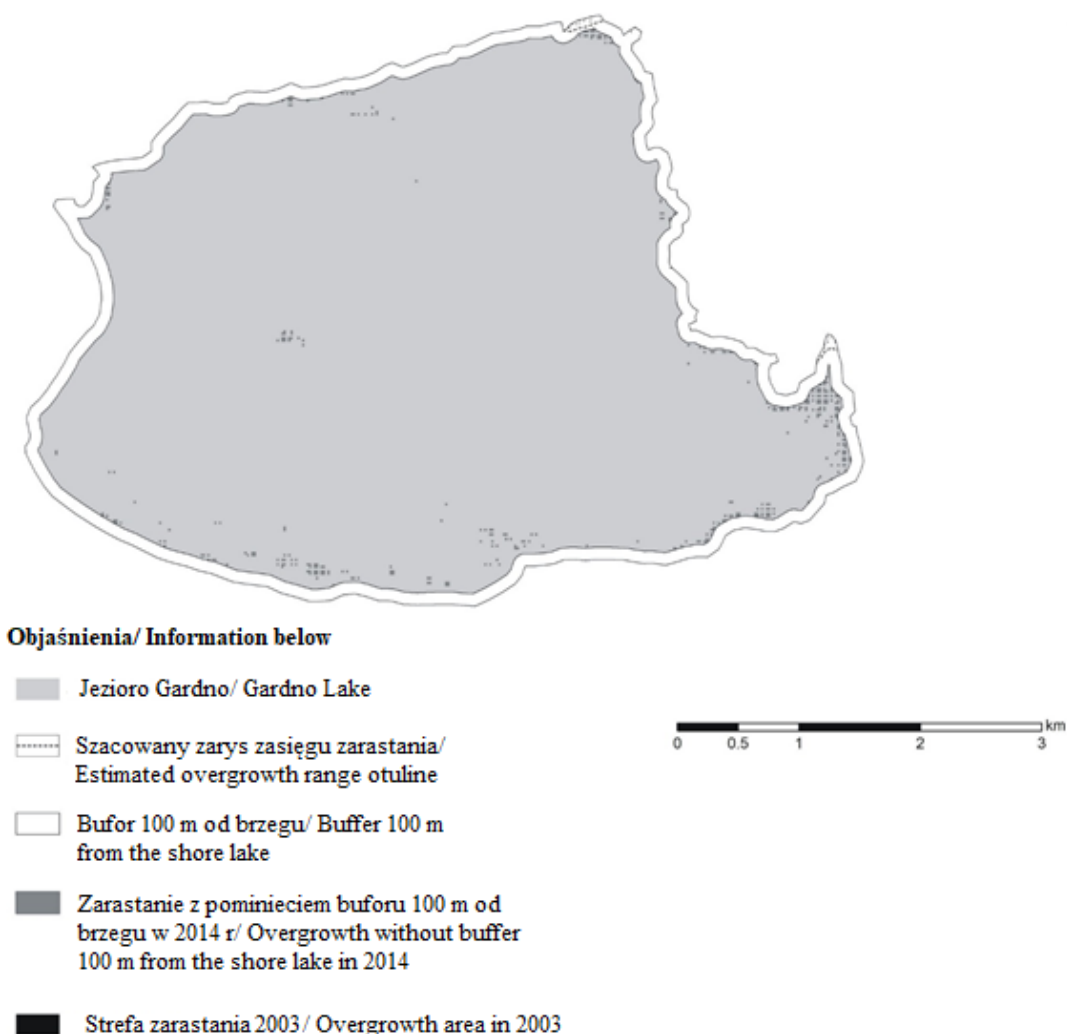 Objaśnienia/ Information below
Jezioro Gardno/ Gardno Lake
km
0 0.5 1 2 3
Szacowany zarys zasięgu zarastania/
Estimated overgrowth range otuline
Bufor 100 m od brzegu/ Buffer 100 m
from the shore lake
Zarastanie z pominieciem buforu 100 m od
brzegu w 2014 r/ Overgrowth without buffer
100 m from the shore lake in 2014
Strefa zarastania 2003/ Overgrowth area in 2003